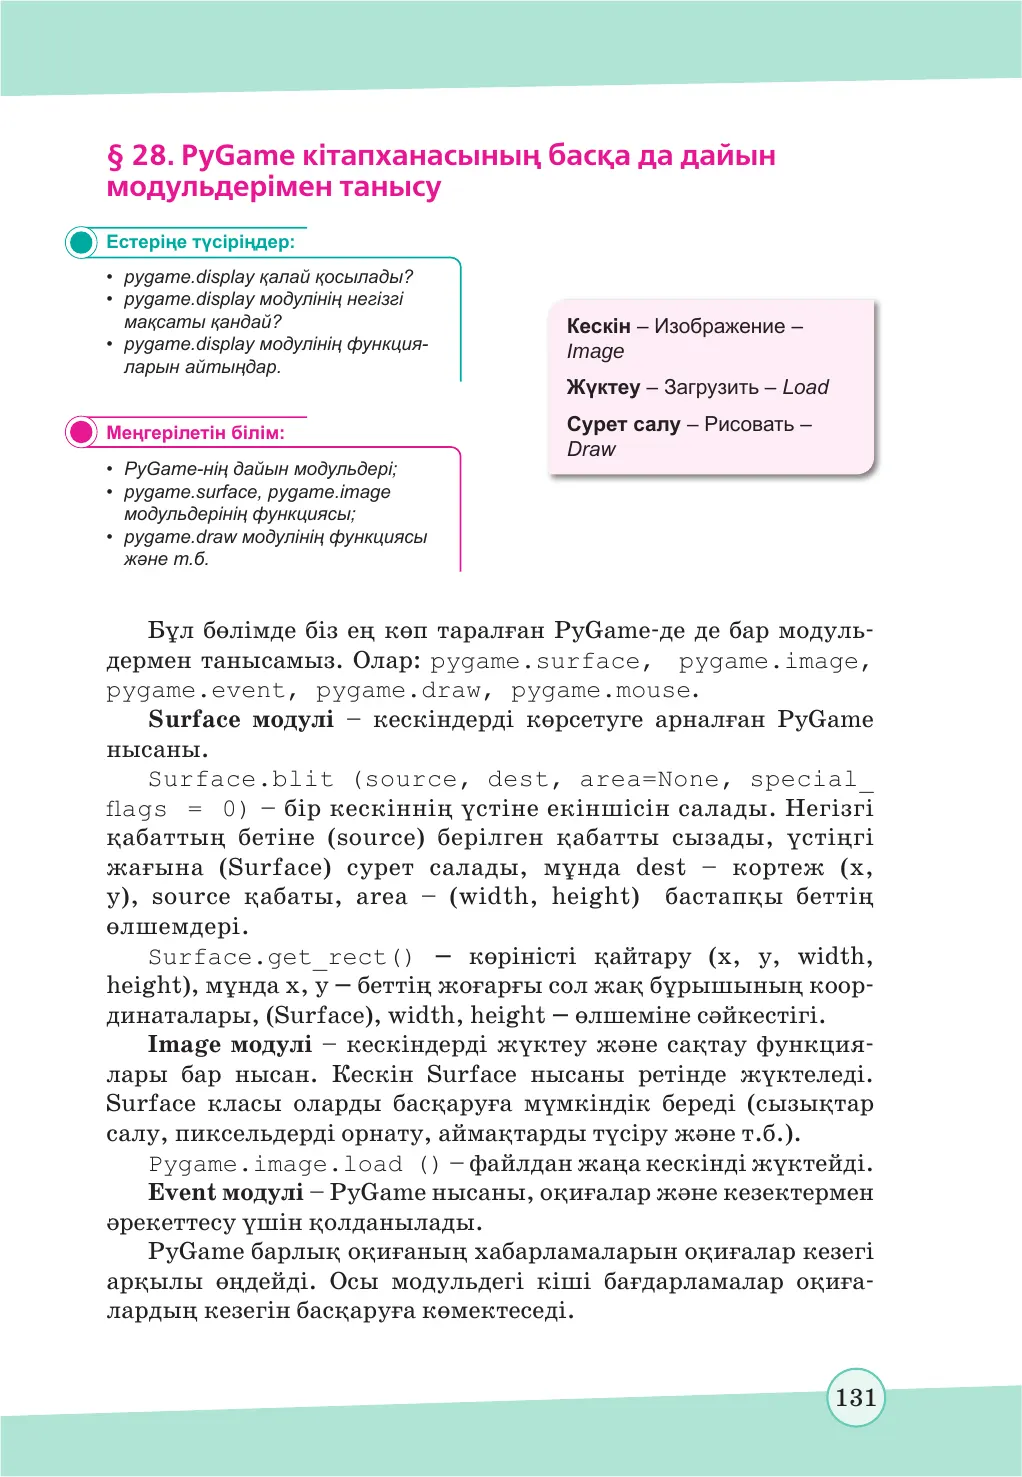 § 28. PyGame кітапханасының басқа да дайын
модульдерімен танысу
Естеріңе түсіріңдер:
• pygame.display қалай қосылады?
• pygame.display модулінің негізгі
мақсаты қандай?
• pygame.display модулінің функция-
ларын айтыңдар.
Кескін – Изображение –
Image
Жүктеу – Загрузить – Load
Сурет салу – Рисовать –
Draw
Меңгерілетін білім:
• PyGame-нің дайын модульдері;
• pygame.surface, pygame.image
модульдерінің функциясы;
• pygame.draw модулінің функциясы
және т.б.
Бұл бөлімде біз ең көп таралған PyGame-де де бар модуль-
дермен танысамыз. Олар: pygame.surface, pygame.image,
pygame.event, pygame.draw, pygame.mouse.
Surface модулі – кескіндерді көрсетуге арналған PyGame
нысаны.
Surface.blit (source, dest, area=None, special_
flags = 0) – бір кескіннің үстіне екіншісін салады. Негізгі
қабаттың бетіне (source) берілген қабатты сызады, үстіңгі
жағына (Surface) сурет салады, мұнда dest – кортеж (x,
y), source қабаты, area – (width, height) бастапқы беттің
өлшемдері.
Surface.get_rect() – көріністі қайтару (x, y, width,
height), мұнда x, y – беттің жоғарғы сол жақ бұрышының коор-
динаталары, (Surface), width, height – өлшеміне сәйкестігі.
Image модулі – кескіндерді жүктеу және сақтау функция-
лары бар нысан. Кескін Surface нысаны ретінде жүктеледі.
Surface класы оларды басқаруға мүмкіндік береді (сызықтар
салу, пиксельдерді орнату, аймақтарды түсіру және т.б.).
Pygame.image.load () – файлдан жаңа кескінді жүктейді.
Event модулі – PyGame нысаны, оқиғалар және кезектермен
әрекеттесу үшін қолданылады.
PyGame барлық оқиғаның хабарламаларын оқиғалар кезегі
арқылы өңдейді. Осы модульдегі кіші бағдарламалар оқиға-
лардың кезегін басқаруға көмектеседі.
131